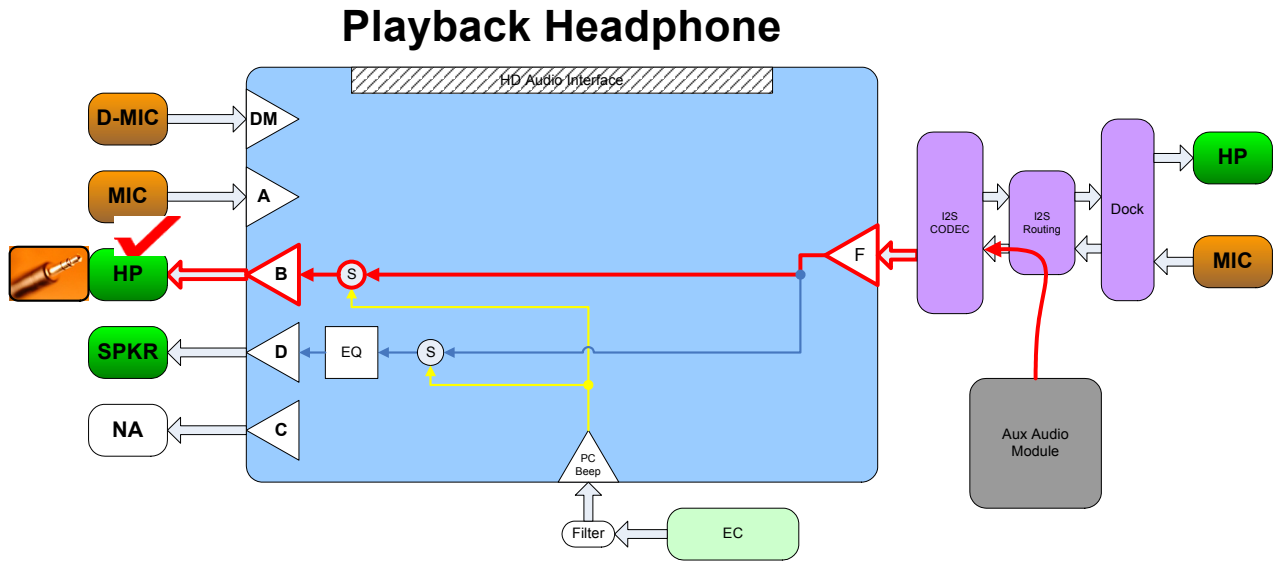 Playback Headphone
HD Audio Interface
D-MIC
DM
MIC
A
HP
B
S
F
SPKR
D
EQ
S
NA
C
PC
Beep
Filter
EC
I2S
CODEC
I2S
Routing
Dock
HP
MIC
Aux Audio
Module